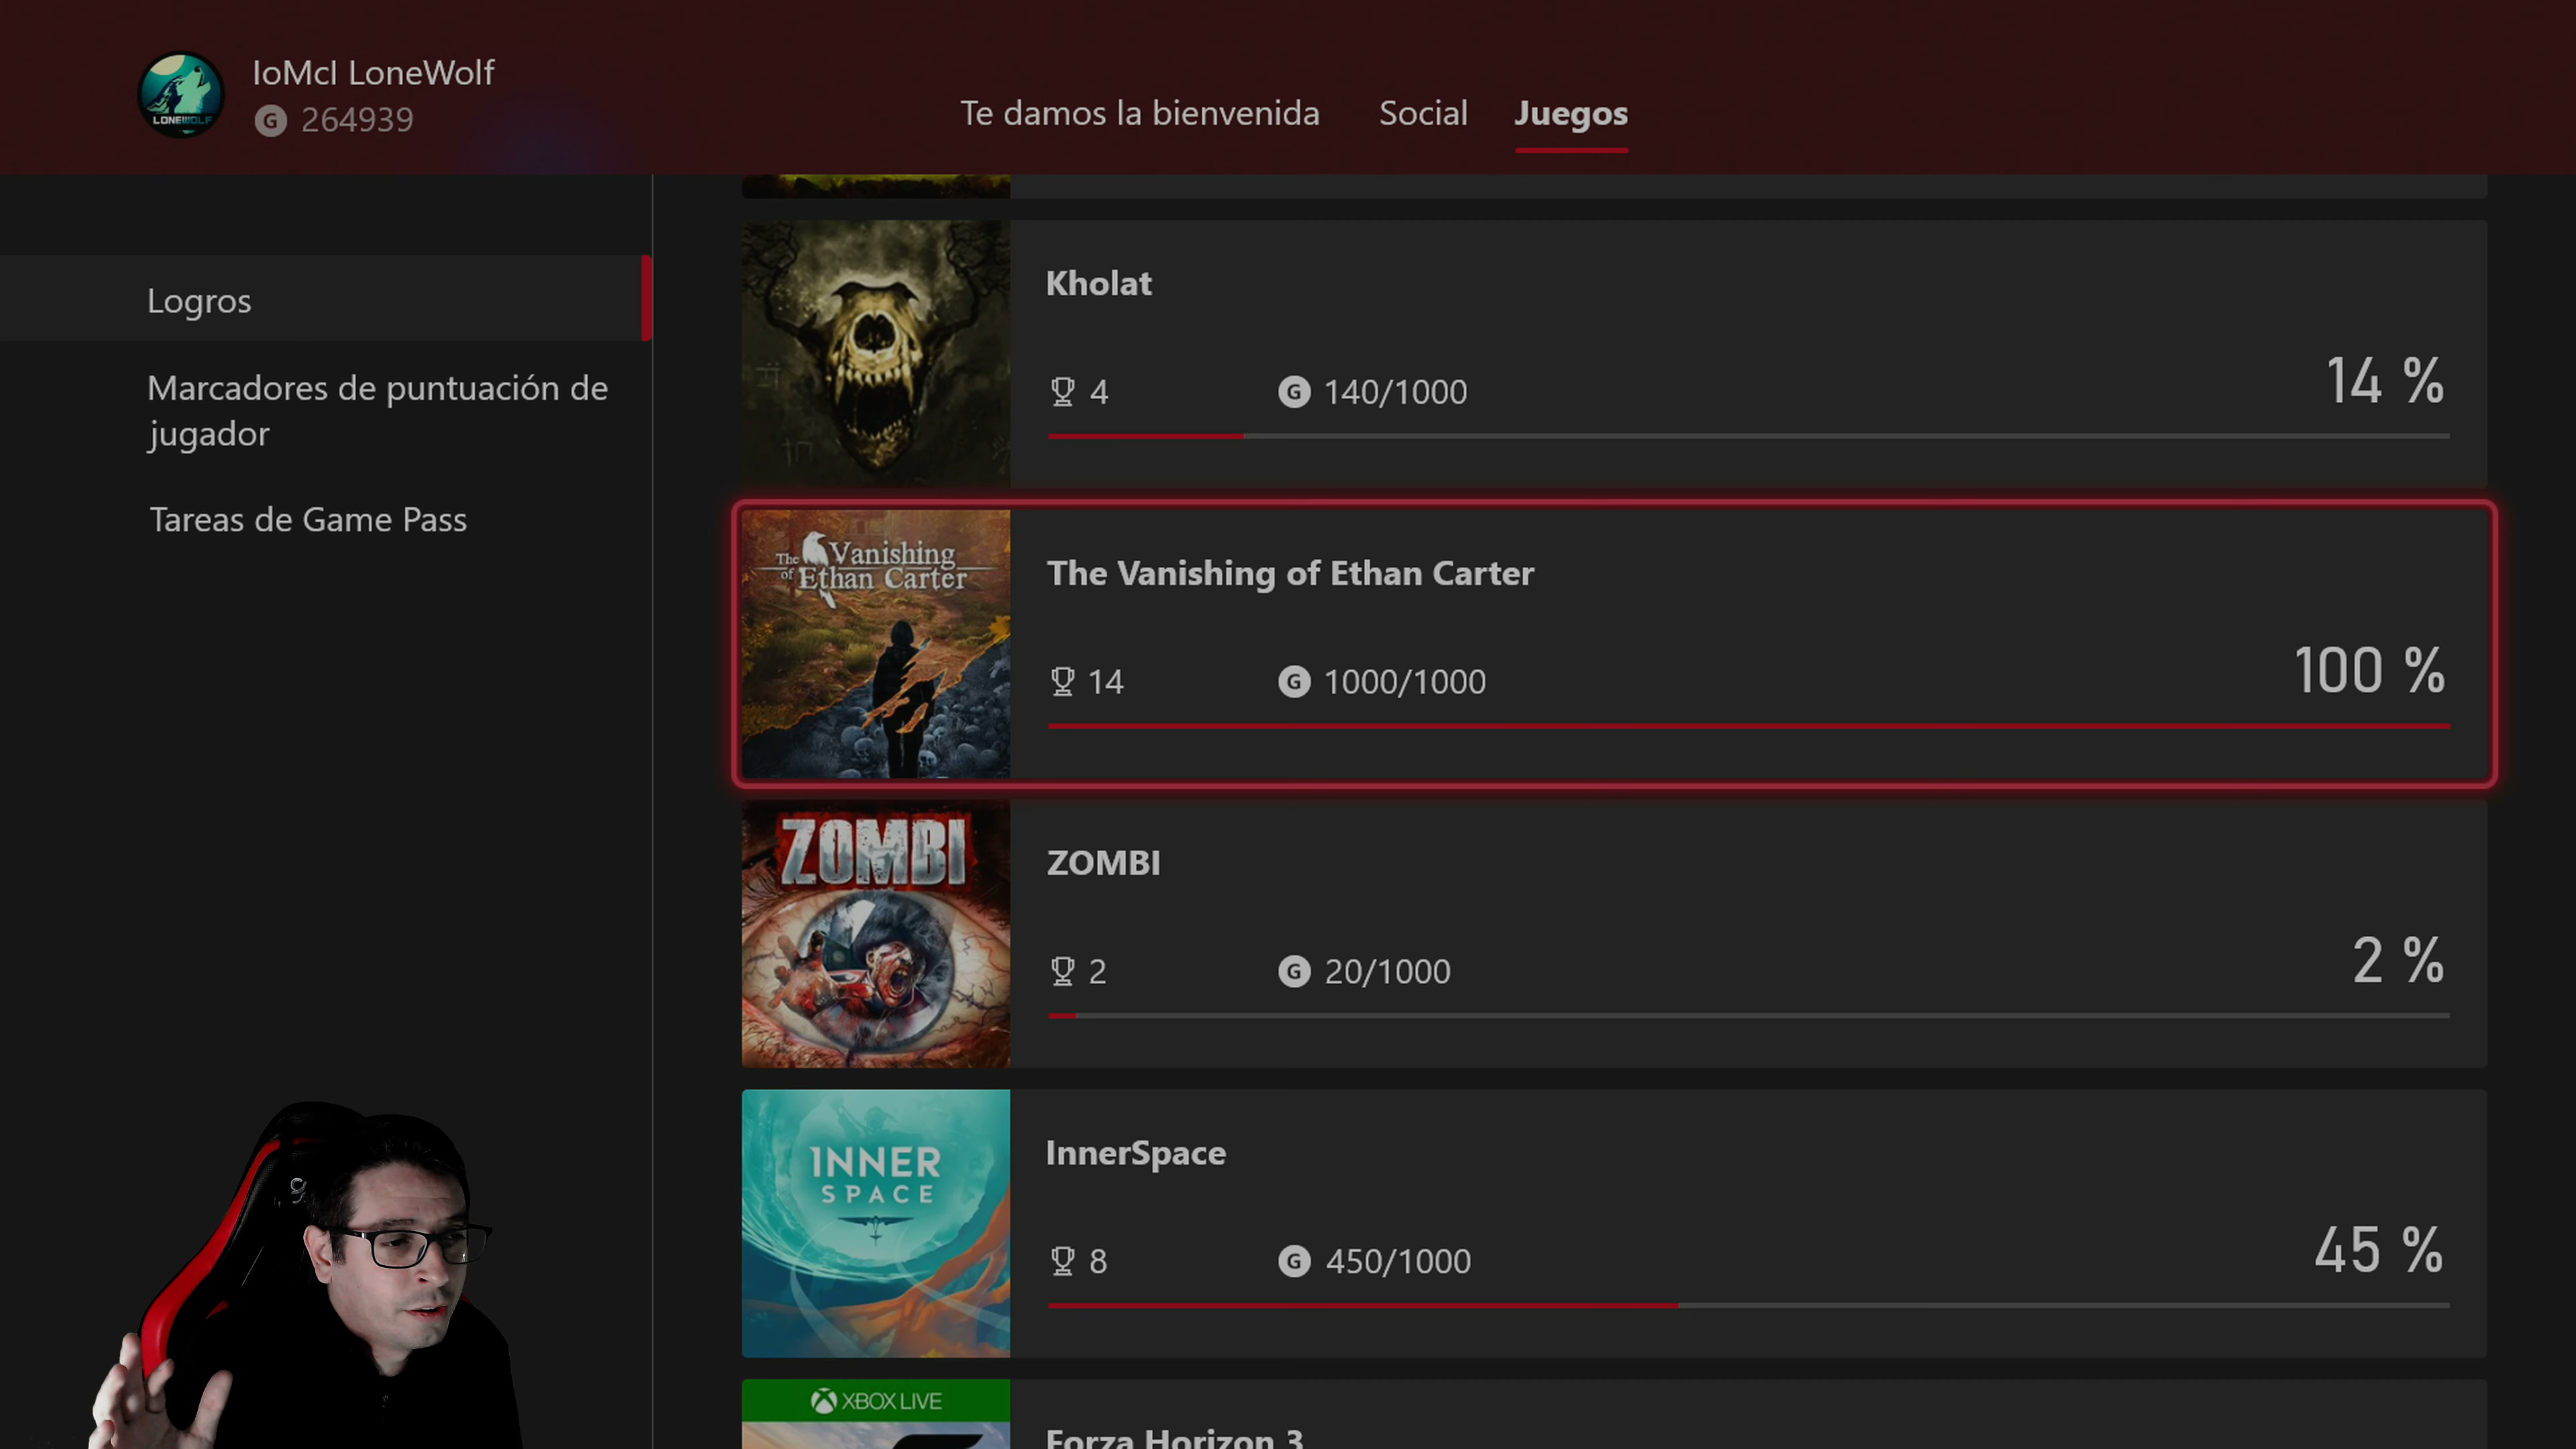 IoMcI LoneWolf
G 264939
LONEWOLF
Te damos la bienvenida
Social
Juegos
Logros
Marcadores de puntuación de
jugador
Tareas de Game Pass
Kholat
4
G 140/1000
14 %
The Vanishing
of Ethan Carter
The Vanishing of Ethan Carter
14
G 1000/1000
100 %
ZOMBI
ZOMBI
2
G 20/1000
2 %
INNER
SPACE
InnerSpace
8
G 450/1000
45 %
XBOX LIVE
Forza Horizon 3